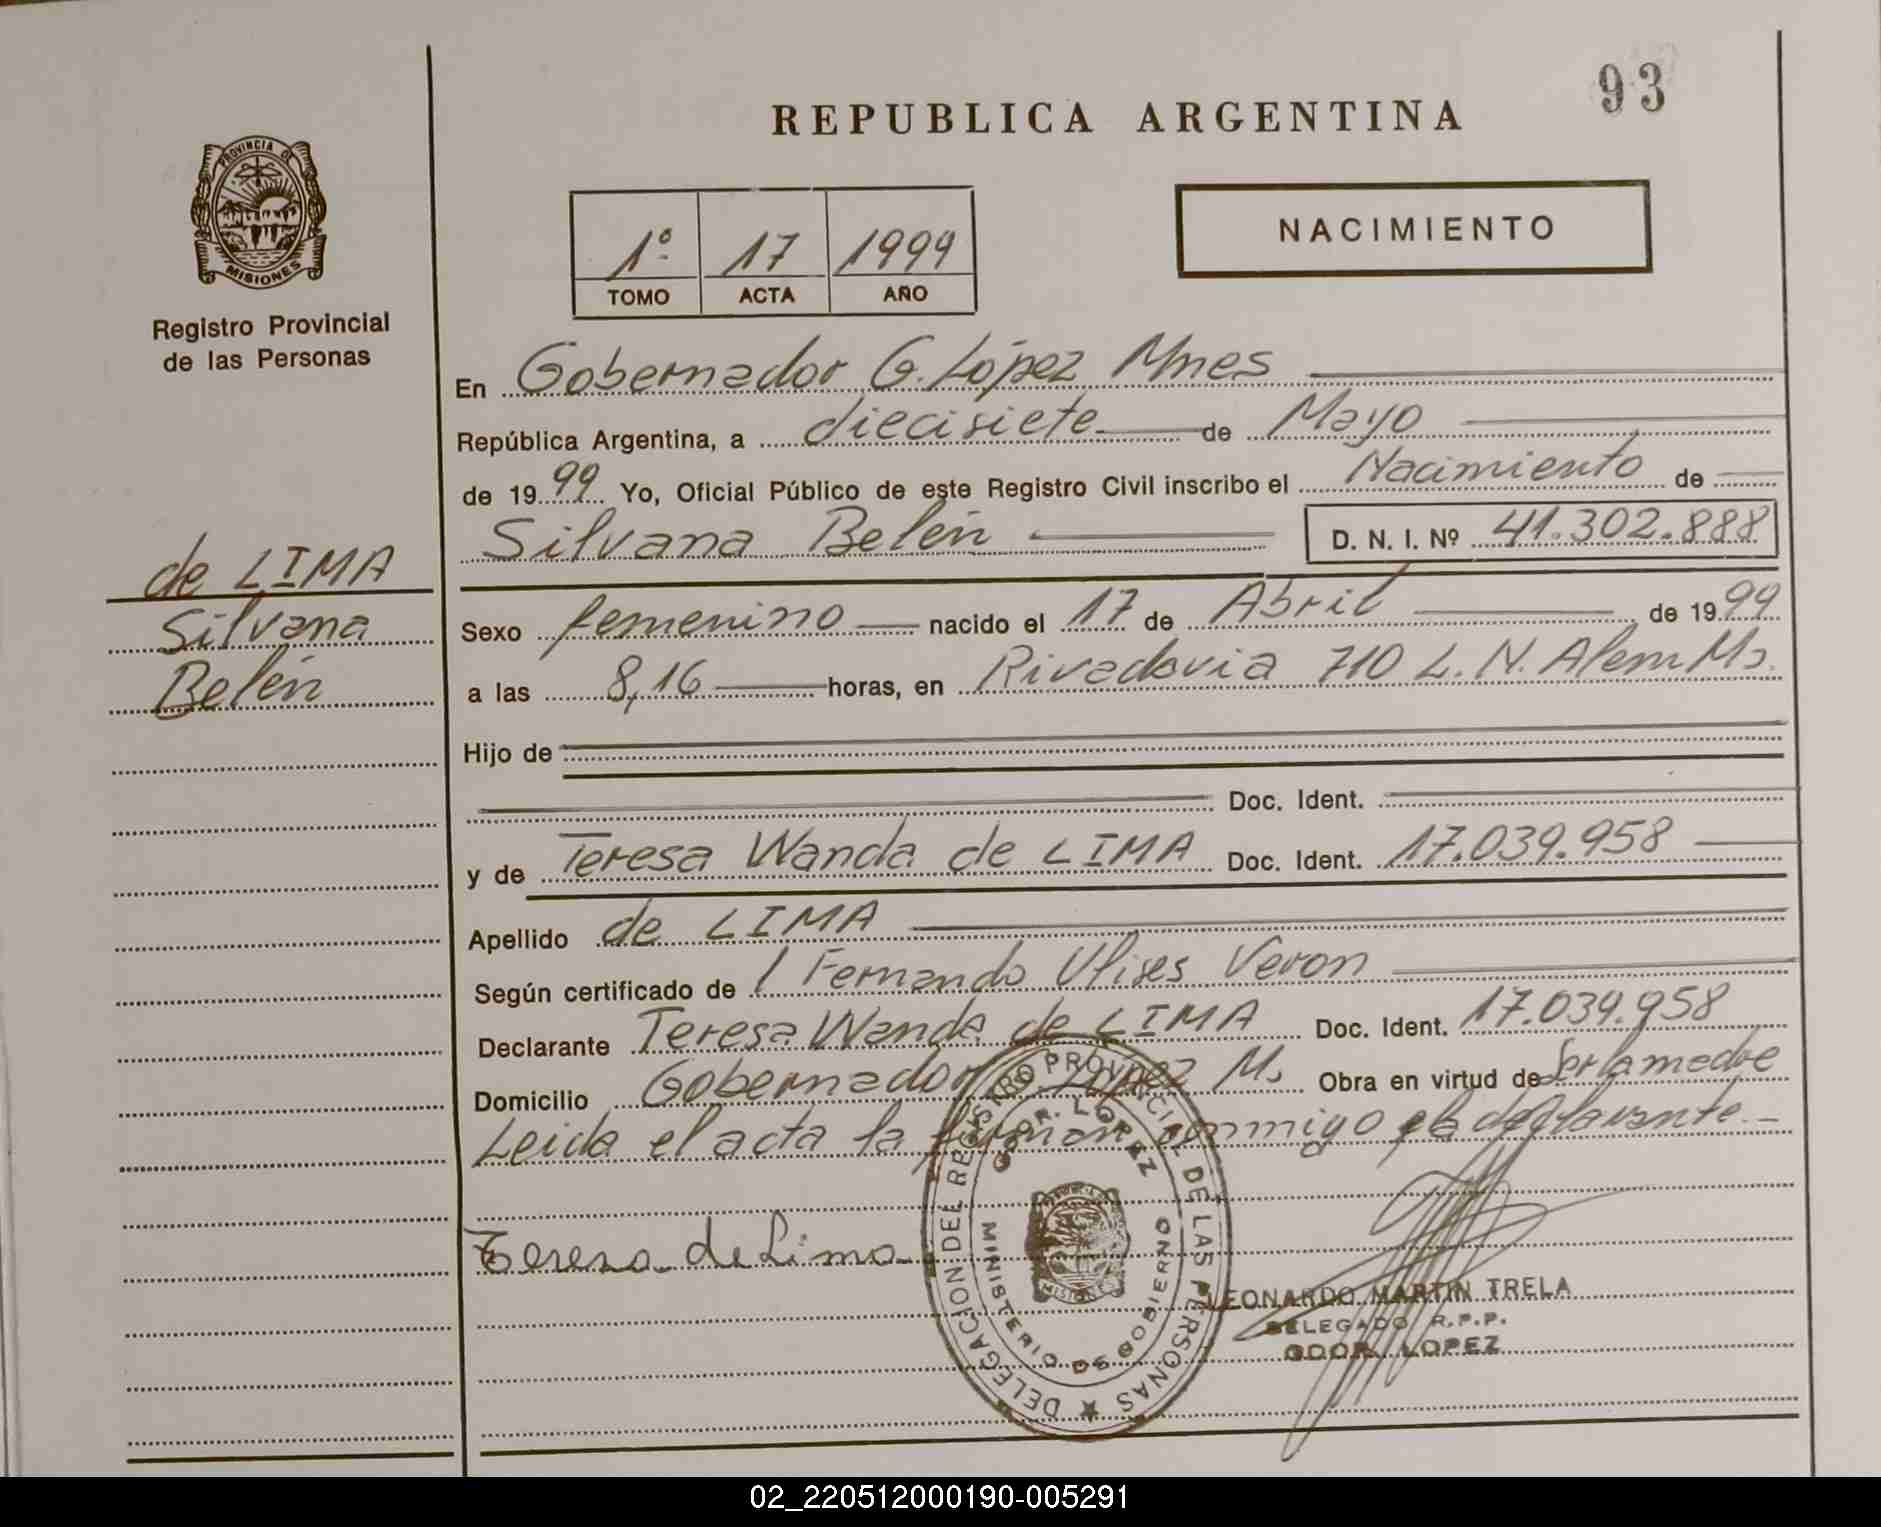 93
REPUBLICA ARGENTINA
PROVINCIA DE
MISIONES
Registro Provincial
de las Personas
1º 17 1999
TOMO ACTA AÑO
NACIMIENTO
En Gobernador G. López Mnes
República Argentina, a diecisiete de Mayo
de 1999 Yo, Oficial Público de este Registro Civil inscribo el Nacimiento de
Silvana Belén D. N. I. Nº 41.302.888
de LIMA
Silvana
Belén
Sexo femenino nacido el 17 de Abril de 1999
a las 8,16 horas, en Rivadavia 710 L. N. Alem Ms.
Hijo de
Doc. Ident.
y de Teresa Wanda de LIMA Doc. Ident. 17.039.958
Apellido de LIMA
Según certificado de Fernando Ulises Veron
Declarante Teresa Wanda de LIMA Doc. Ident. 17.039.958
Domicilio Gobernador López M. Obra en virtud de Ser la madre
Leida el acta la firman conmigo la declarante.-
Teresa de Lima
DELEGACION DEL REGISTRO PROVINCIAL DE LAS PERSONAS
GDOR. LOPEZ
MINISTERIO DE GOBIERNO
MISIONES
LEONARDO MARTIN TRELA
DELEGADO R.P.P.
GDOR. LOPEZ
02_220512000190-005291